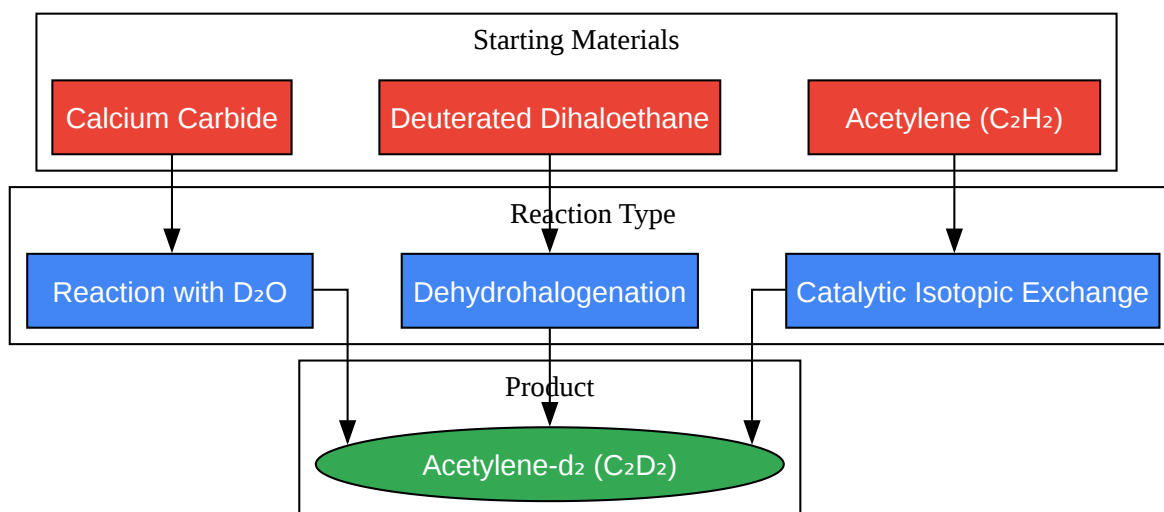 Starting Materials
Calcium Carbide
Deuterated Dihaloethane
Acetylene (C₂H₂)
Reaction Type
Reaction with D₂O
Dehydrohalogenation
Catalytic Isotopic Exchange
Product
Acetylene-d₂ (C₂D₂)